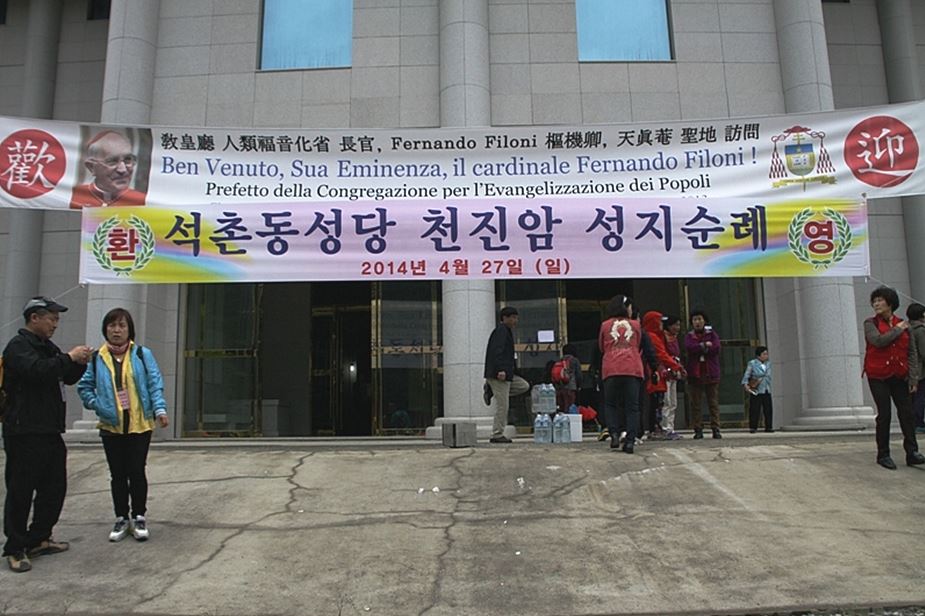 歡
敎皇廳 人類福音化省 長官, Fernando Filoni 樞機卿, 天眞菴 聖地 訪問
Ben Venuto, Sua Eminenza, il cardinale Fernando Filoni !
Prefetto della Congregazione per l'Evangelizzazione dei Popoli
迎
환
석촌동성당 천진암 성지순례
영
2014년 4월 27일 (일)